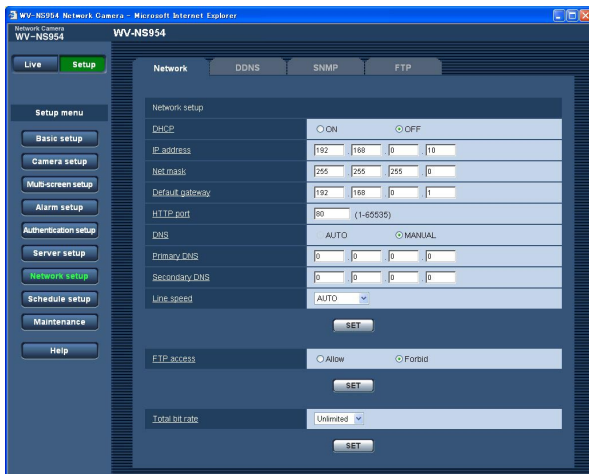 WV-NS954 Network Camera - Microsoft Internet Explorer
Network Camera
WV-NS954
WV-NS954
Live Setup
Network DDNS SNMP FTP
Setup menu
Basic setup
Camera setup
Multi-screen setup
Alarm setup
Authentication setup
Server setup
Network setup
Schedule setup
Maintenance
Help
Network setup
DHCP ON OFF
IP address 192 . 168 . 0 . 10
Net mask 255 . 255 . 255 . 0
Default gateway 192 . 168 . 0 . 1
HTTP port 80 (1-65535)
DNS AUTO MANUAL
Primary DNS 0 . 0 . 0 . 0
Secondary DNS 0 . 0 . 0 . 0
Line speed AUTO
SET
FTP access Allow Forbid
SET
Total bit rate Unlimited
SET